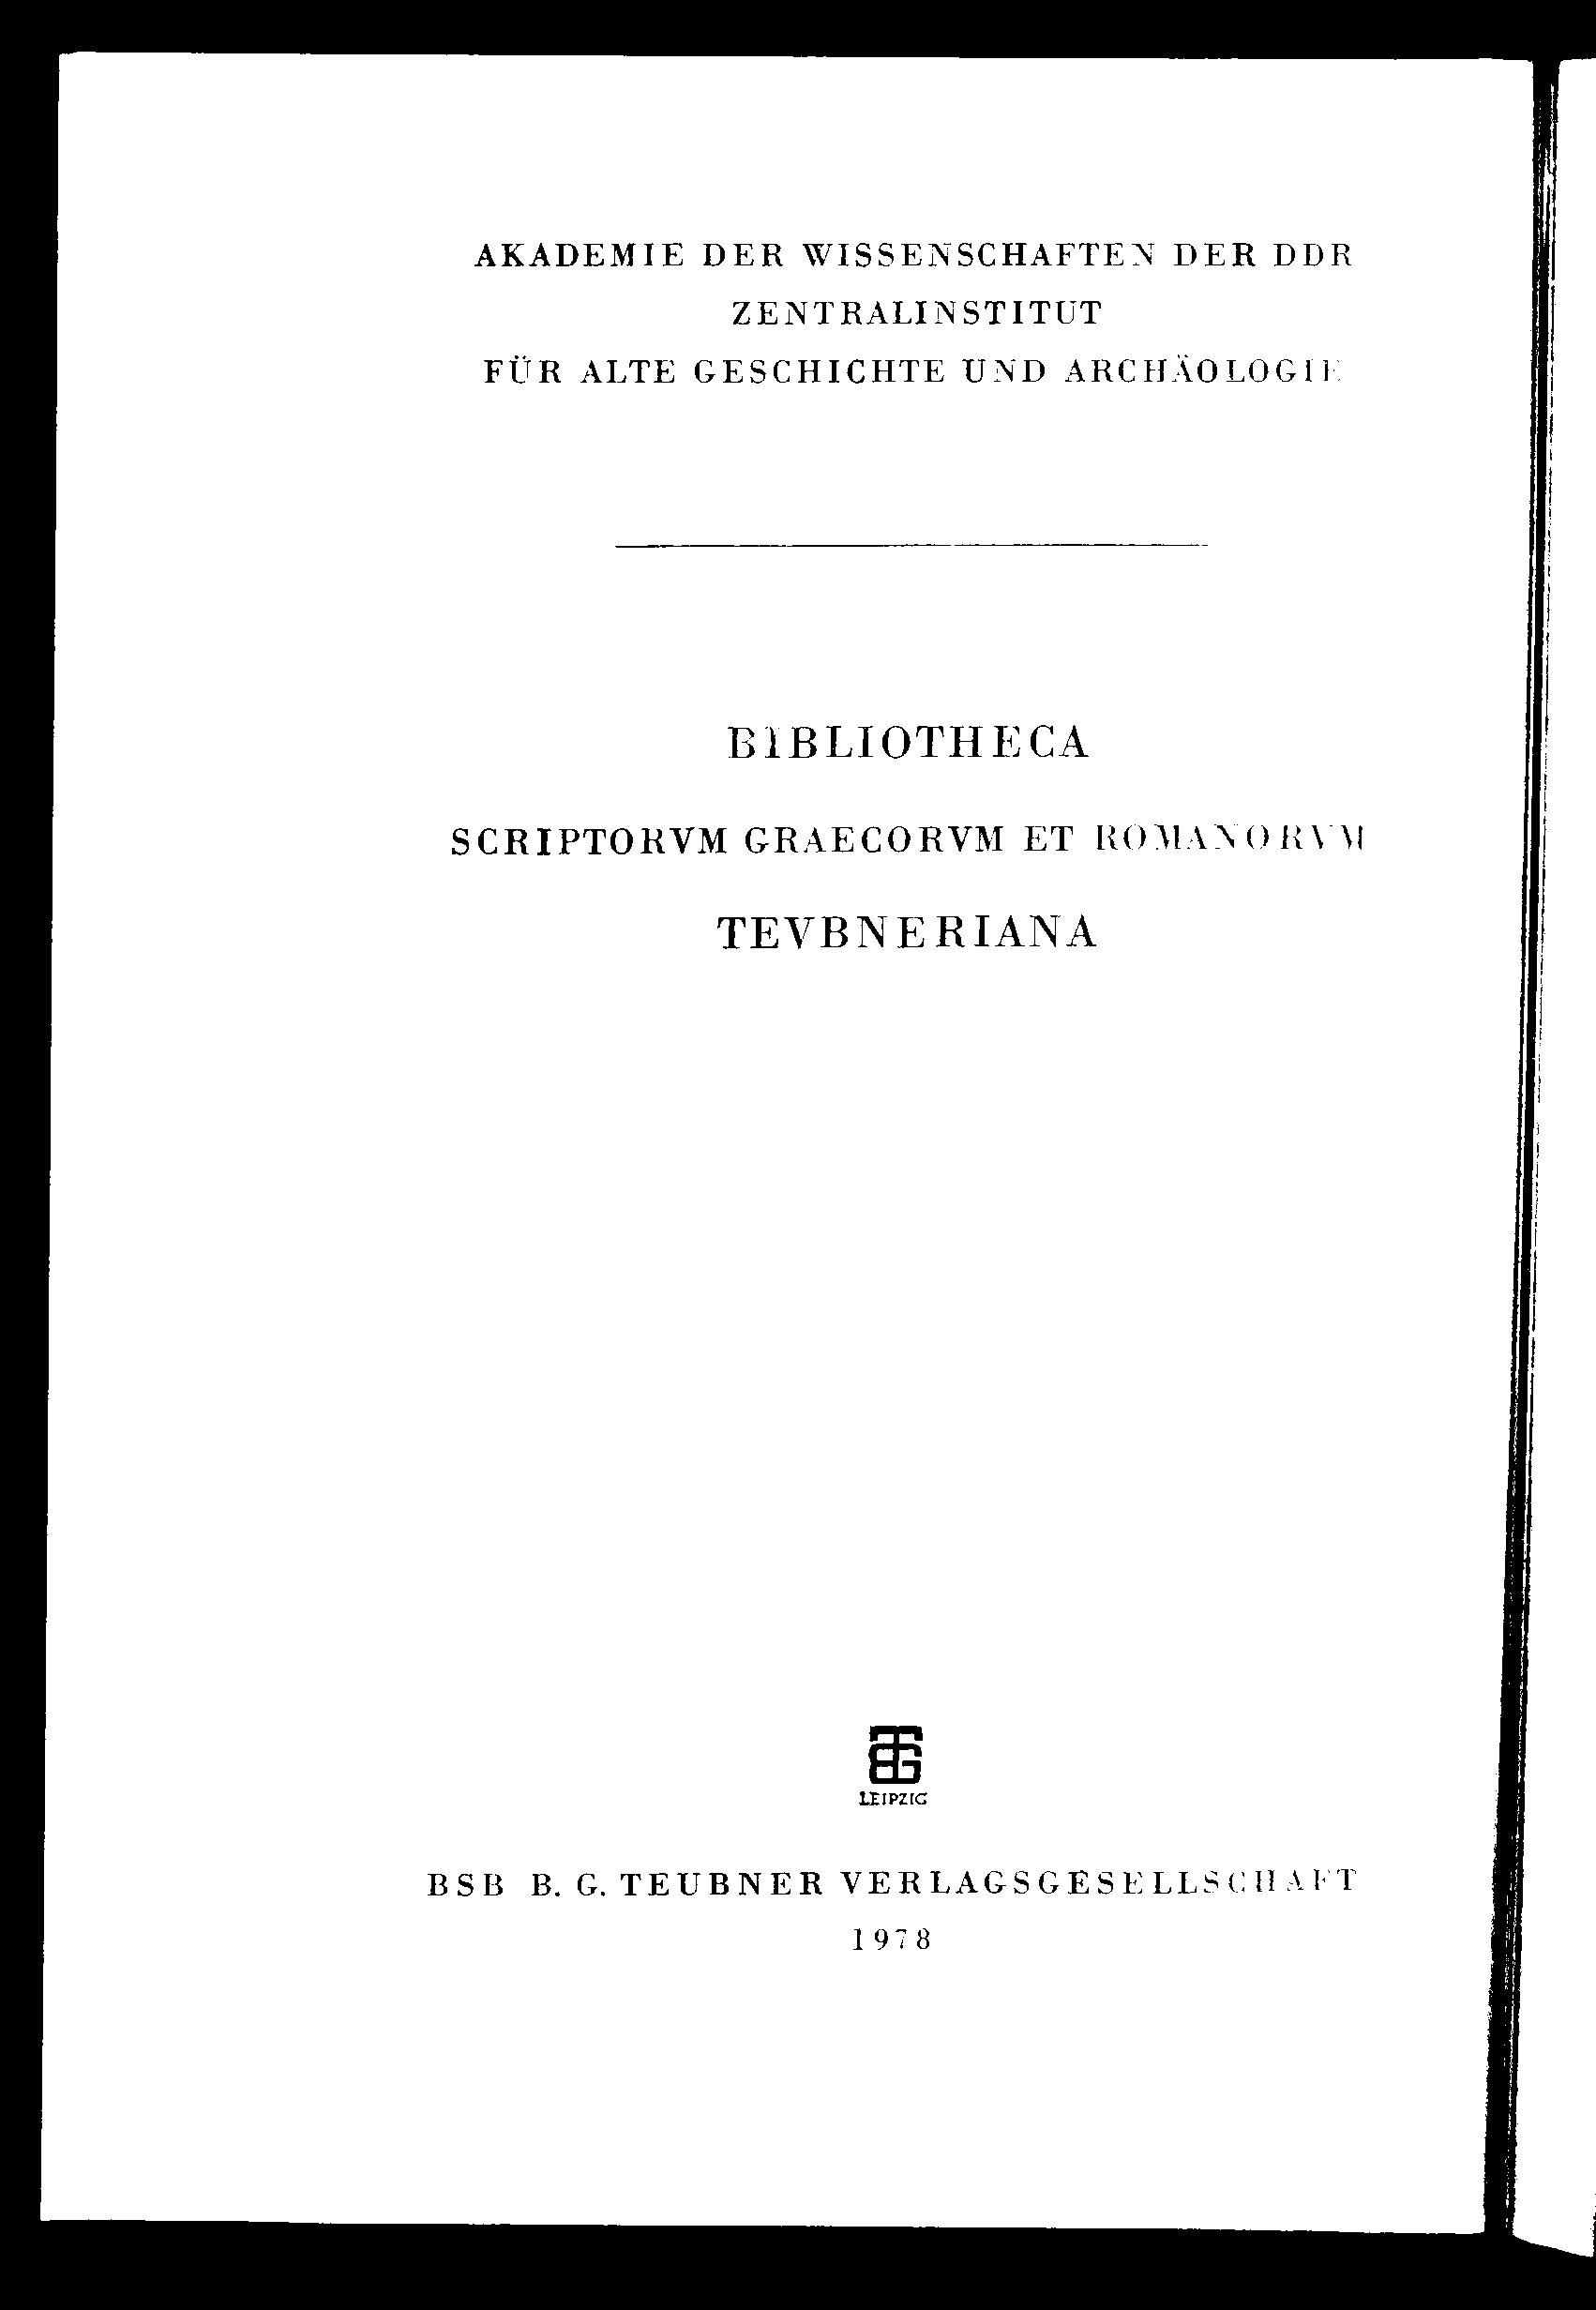 AKADEMIE DER WISSENSCHAFTEN DER DDR
ZENTRALINSTITUT
FÜR ALTE GESCHICHTE UND ARCHÄOLOGIE
BIBLIOTHECA
SCRIPTORVM GRAECORVM ET ROMANORVM
TEVBNERIANA
LEIPZIG
BSB B. G. TEUBNER VERLAGSGESELLSCHAFT
1978